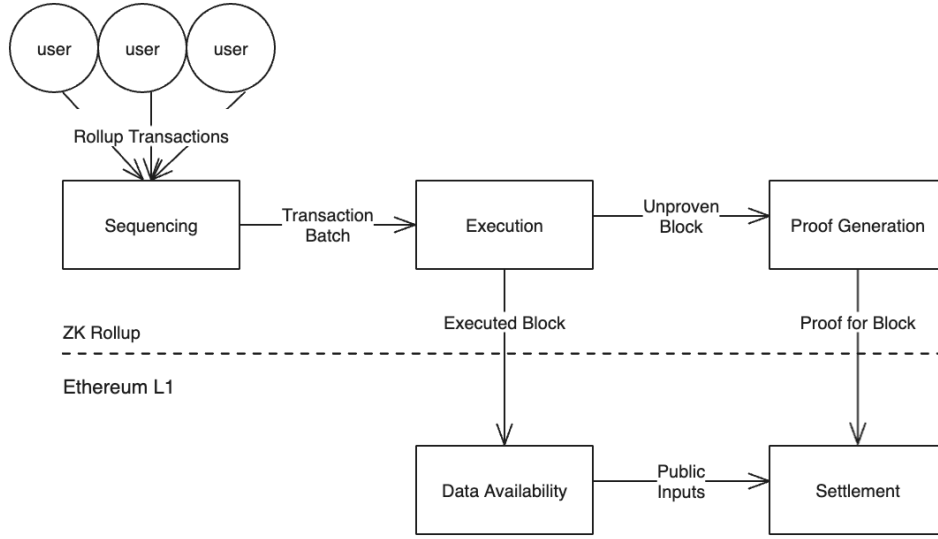 user
user
user
Rollup Transactions
Sequencing
Transaction
Batch
Execution
Unproven
Block
Proof Generation
Executed Block
Proof for Block
ZK Rollup
Ethereum L1
Data Availability
Public
Inputs
Settlement